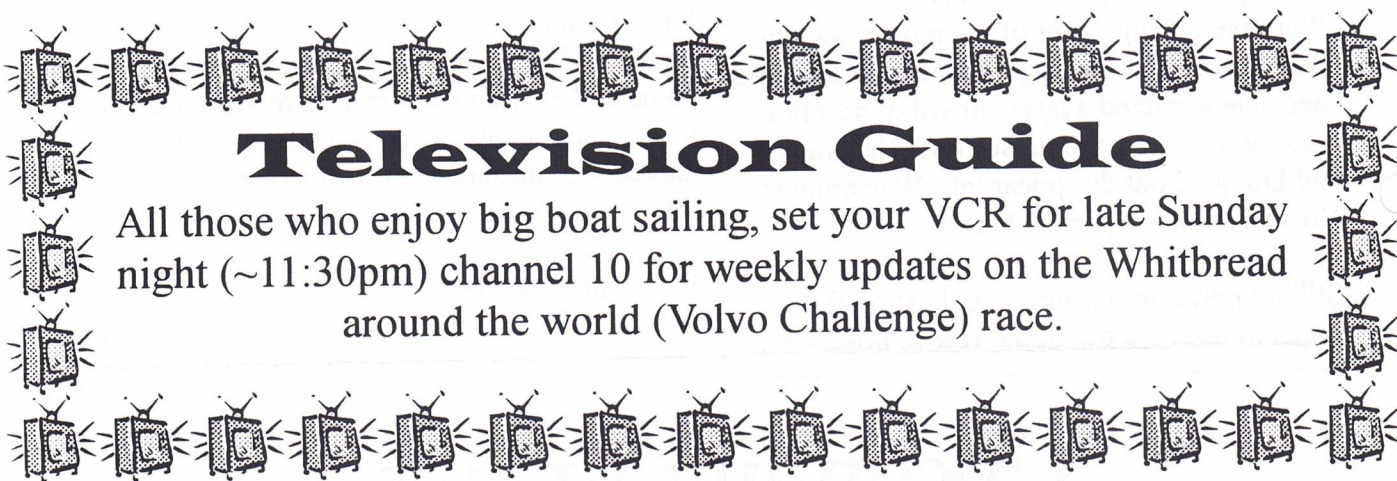 Television Guide
All those who enjoy big boat sailing, set your VCR for late Sunday
night (~11:30pm) channel 10 for weekly updates on the Whitbread
around the world (Volvo Challenge) race.